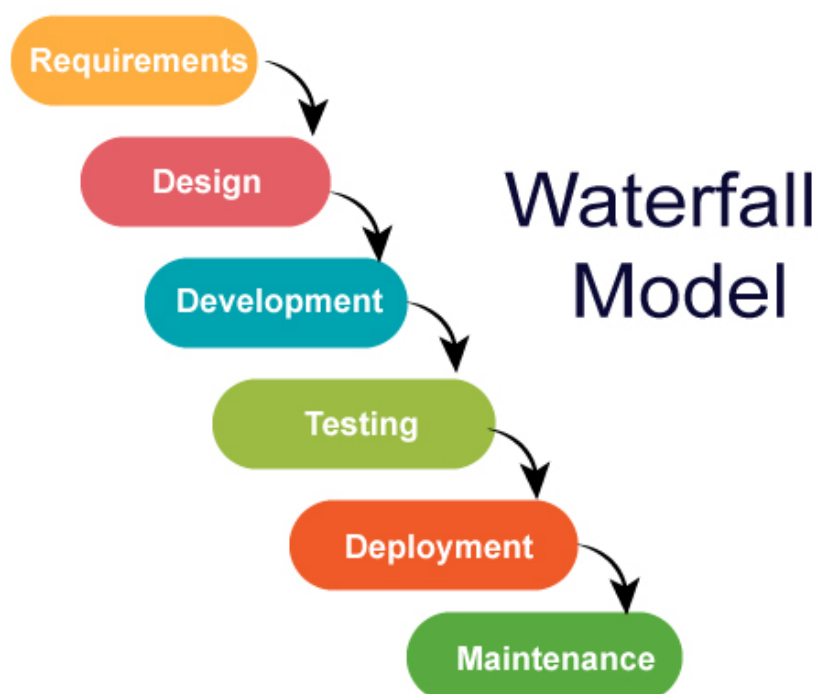 Requirements
Design
Development
Testing
Deployment
Maintenance
Waterfall
Model